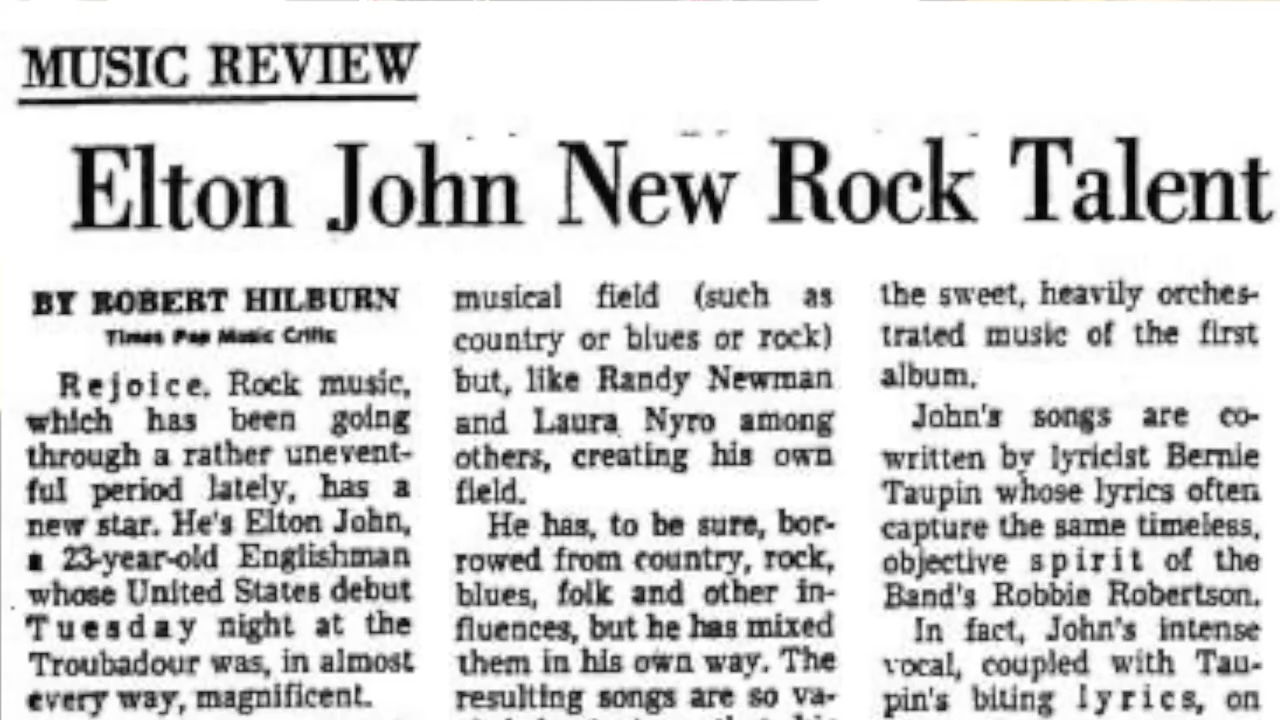 MUSIC REVIEW
Elton John New Rock Talent
BY ROBERT HILBURN
Times Pop Music Critic
Rejoice. Rock music,
which has been going
through a rather unevent-
ful period lately, has a
new star. He's Elton John,
a 23-year-old Englishman
whose United States debut
Tuesday night at the
Troubadour was, in almost
every way, magnificent.
musical field (such as
country or blues or rock)
but, like Randy Newman
and Laura Nyro among
others, creating his own
field.
He has, to be sure, bor-
rowed from country, rock,
blues, folk and other in-
fluences, but he has mixed
them in his own way. The
resulting songs are so va-
the sweet, heavily orches-
trated music of the first
album.
John's songs are co-
written by lyricist Bernie
Taupin whose lyrics often
capture the same timeless,
objective spirit of the
Band's Robbie Robertson.
In fact, John's intense
vocal, coupled with Tau-
pin's biting lyrics, on